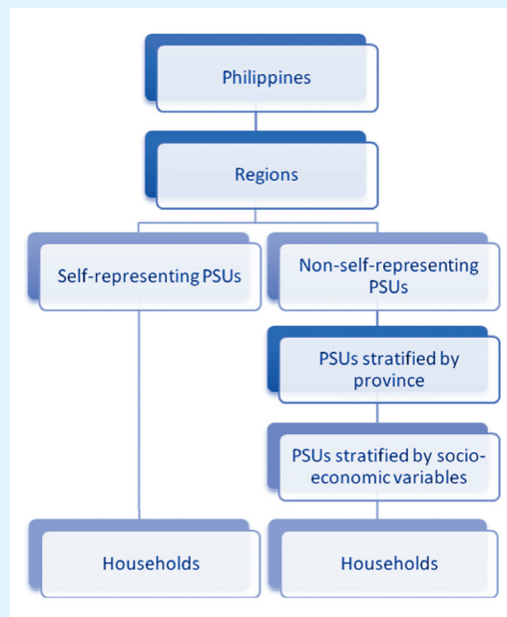 Philippines
Regions
Self-representing PSUs
Non-self-representing
PSUs
PSUs stratified by
province
PSUs stratified by socio-
economic variables
Households
Households